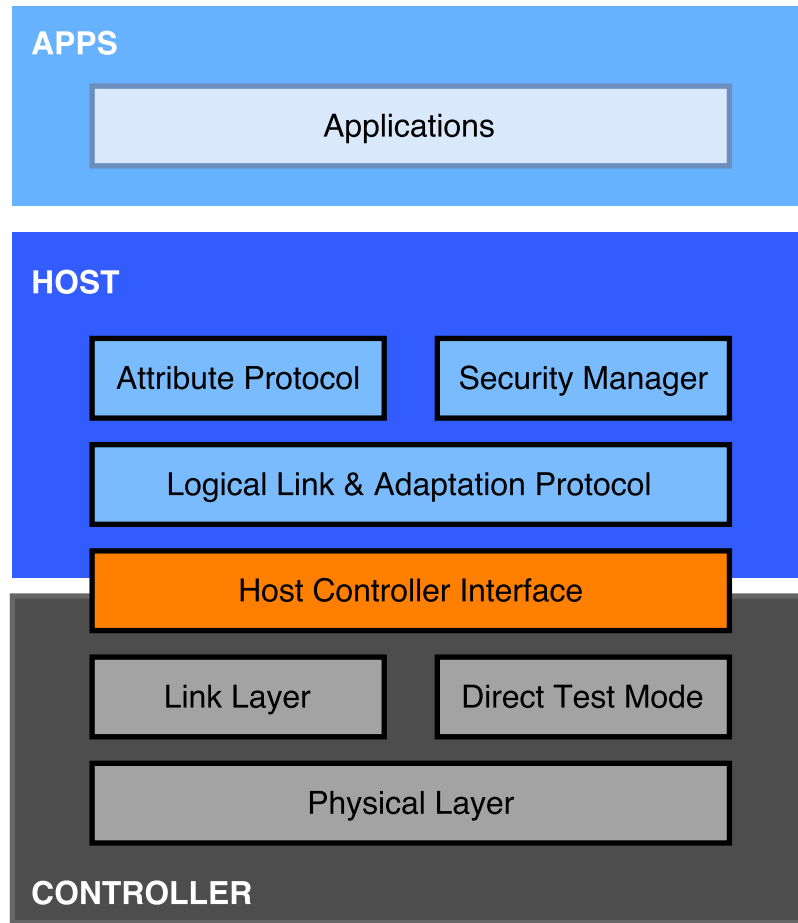 APPS
Applications
HOST
Attribute Protocol
Security Manager
Logical Link & Adaptation Protocol
Host Controller Interface
Link Layer
Direct Test Mode
Physical Layer
CONTROLLER